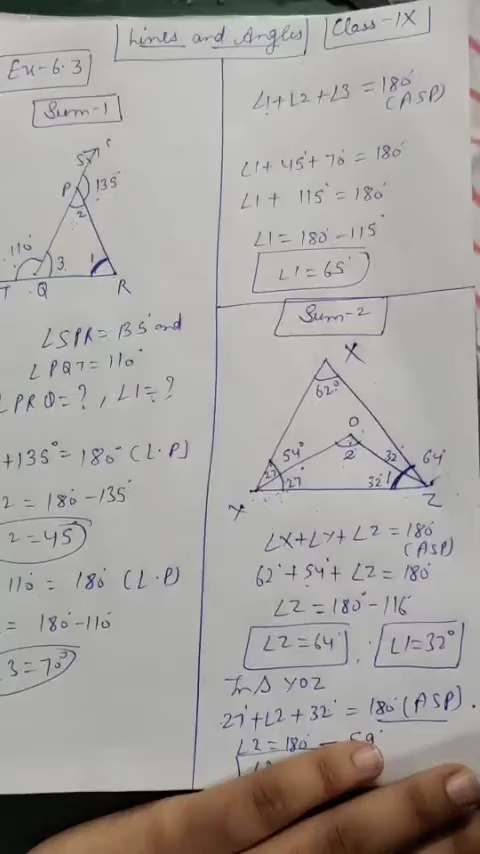 Lines and Angles
Class-IX
Ex-6.3
Sum-1
S
P 135°
2
110° 3 1
T Q R
∠SPR = 135° and
∠PQT = 110°
∠PRQ = ? , ∠1 = ?
+135° = 180° (L.P)
2 = 180° - 135°
2 = 45°
110° = 180° (L.P)
= 180° - 110°
∠3 = 70°
∠1 + ∠2 + ∠3 = 180°
(ASP)
∠1 + 45° + 70° = 180°
∠1 + 115° = 180°
∠1 = 180° - 115°
∠1 = 65°
Sum-2
X
62°
O
54° 2 32° 64°
27° 27° 32° 1
Y Z
∠X + ∠Y + ∠Z = 180°
(ASP)
62° + 54° + ∠Z = 180°
∠Z = 180° - 116°
∠Z = 64° , ∠1 = 32°
In Δ YOZ
27° + ∠2 + 32° = 180° (ASP).
∠2 = 180° - 59°